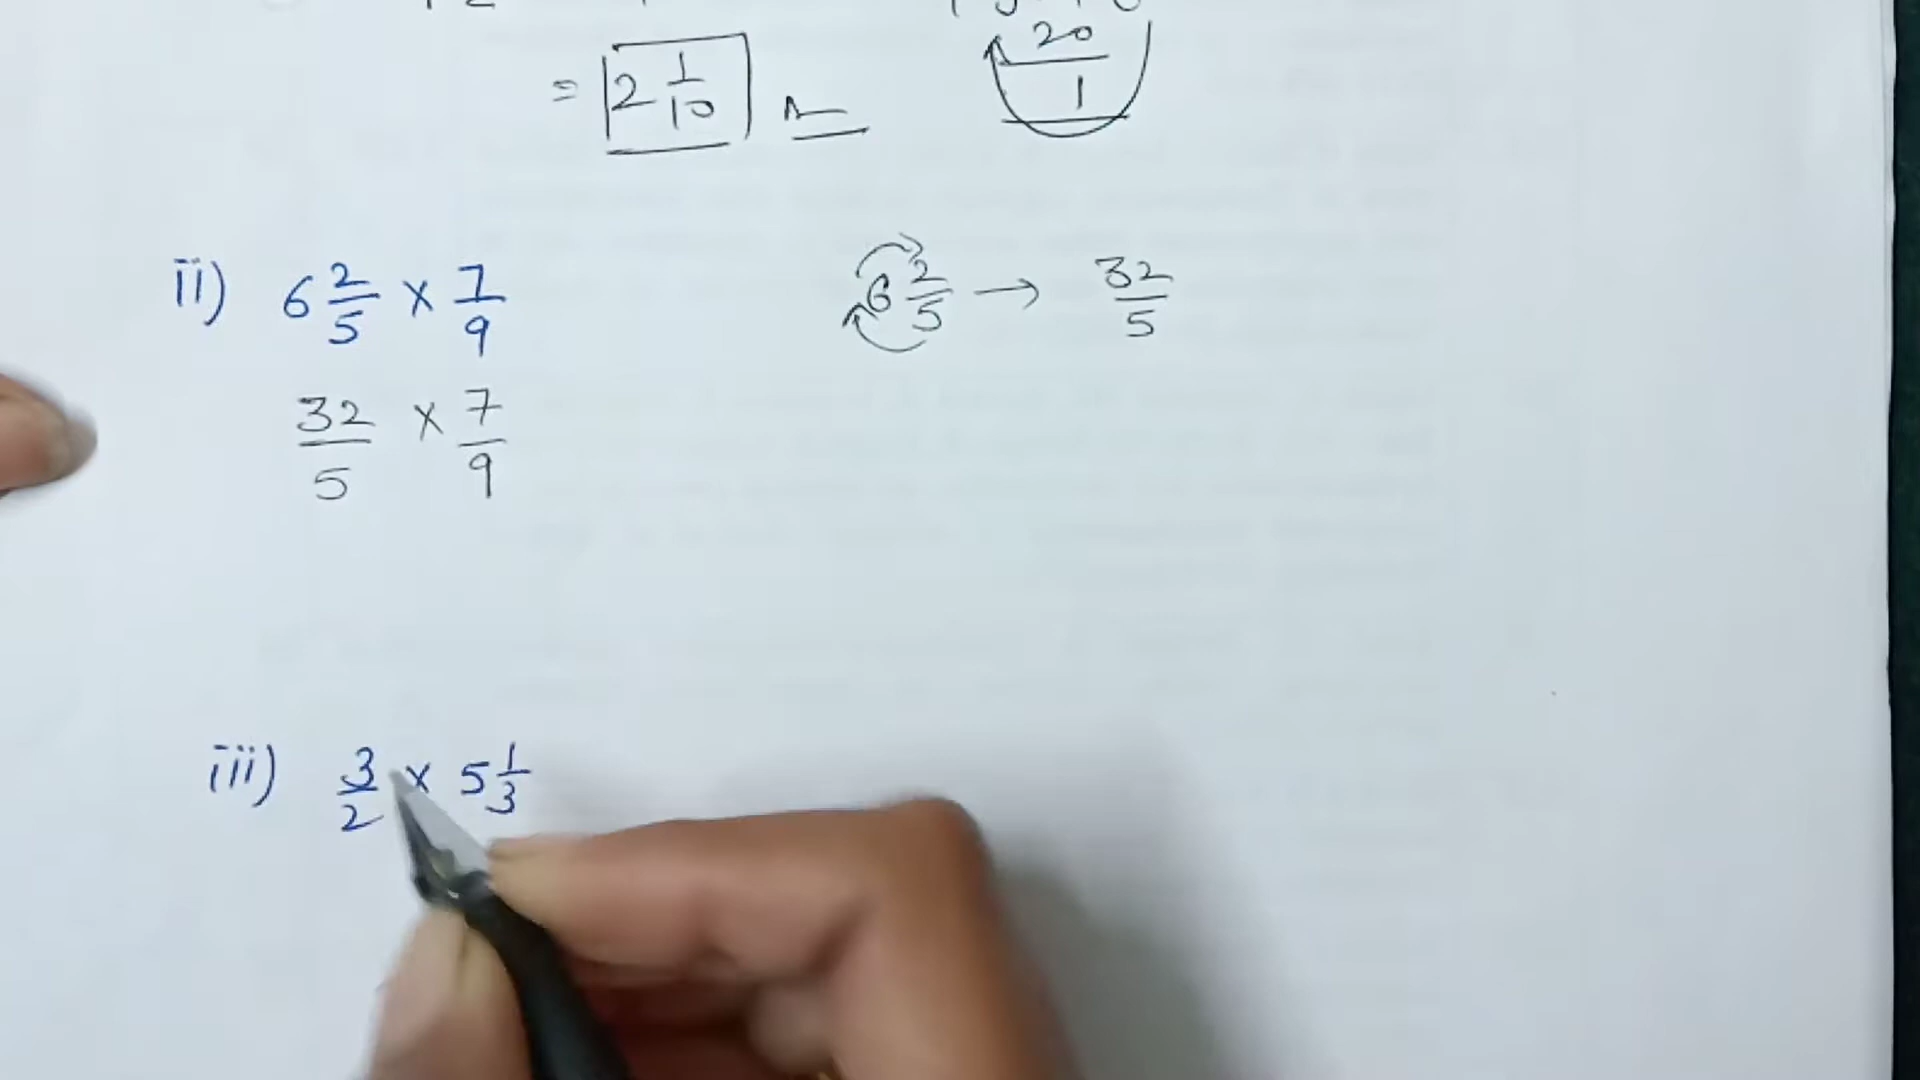 20
= 2 1/10
1
ii) 6 2/5 × 7/9
6 2/5 → 32/5
32/5 × 7/9
iii) 3/2 × 5 1/3